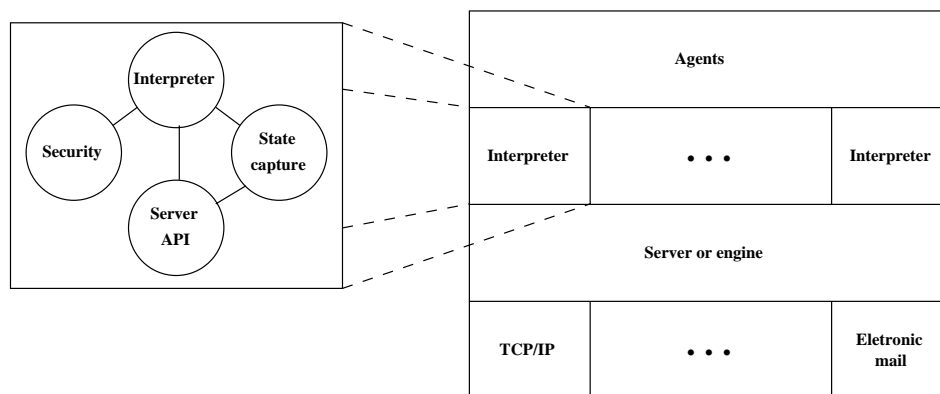 Interpreter
Security
State
capture
Server
API
Agents
Interpreter
• • •
Interpreter
Server or engine
TCP/IP
• • •
Eletronic
mail